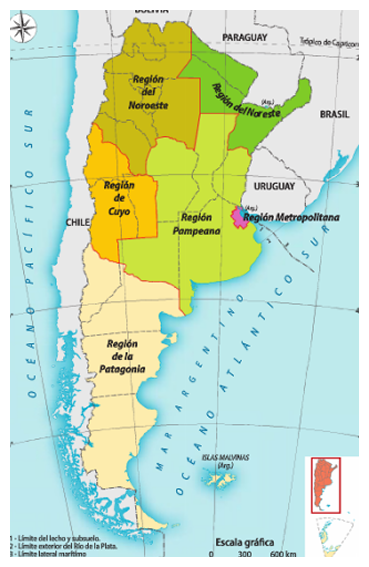 BOLIVIA
PARAGUAY
Trópico de Capricorn
Región
del
Noroeste
(Arg.)
Región del Noreste
BRASIL
OCÉANO PACÍFICO SUR
Región
de
Cuyo
URUGUAY
CHILE
Región
Pampeana
(Arg.)
Región Metropolitana
MAR ARGENTINO
OCÉANO ATLÁNTICO SUR
Región
de la
Patagonia
ISLAS MALVINAS
(Arg.)
1 - Límite del lecho y subsuelo.
2 - Límite exterior del Río de la Plata.
3 - Límite lateral marítimo
Escala gráfica
0 300 600 km